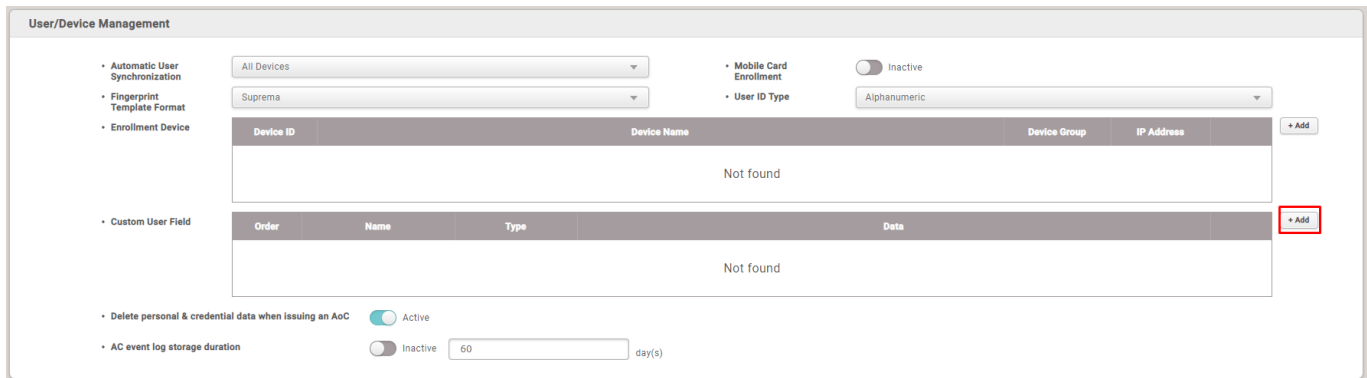 User/Device Management
• Automatic User Synchronization
All Devices
• Mobile Card Enrollment
Inactive
• Fingerprint Template Format
Suprema
• User ID Type
Alphanumeric
• Enrollment Device
Device ID Device Name Device Group IP Address
+ Add
Not found
• Custom User Field
Order Name Type Data
+ Add
Not found
• Delete personal & credential data when issuing an AoC
Active
• AC event log storage duration
Inactive
60
day(s)